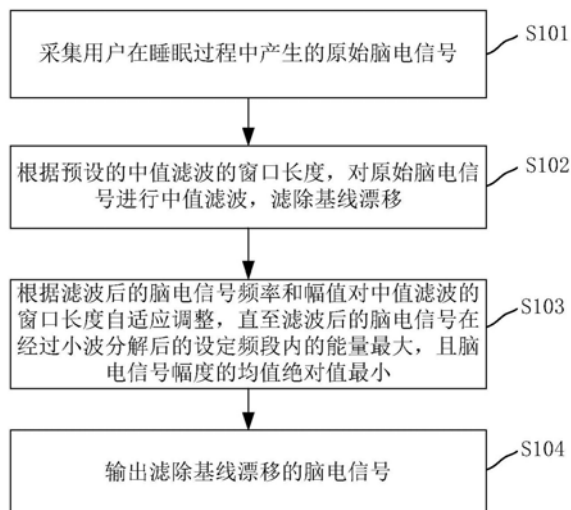 采集用户在睡眠过程中产生的原始脑电信号
S101
根据预设的中值滤波的窗口长度，对原始脑电信
号进行中值滤波，滤除基线漂移
S102
根据滤波后的脑电信号频率和幅值对中值滤波的
窗口长度自适应调整，直至滤波后的脑电信号在
经过小波分解后的设定频段内的能量最大，且脑
电信号幅度的均值绝对值最小
S103
输出滤除基线漂移的脑电信号
S104